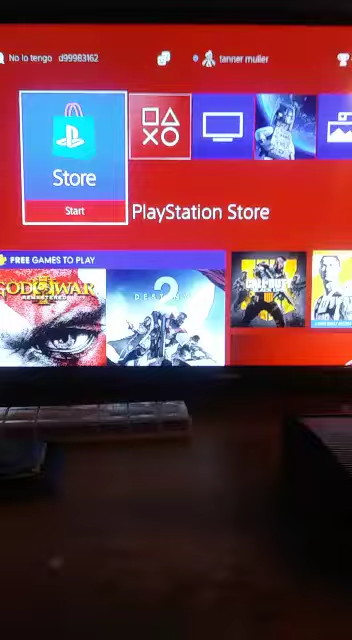 No lo tengo d99983162
tanner muller
Store
Start
PlayStation Store
FREE GAMES TO PLAY
GOD OF WAR
REMASTERED
DESTINY
2
CALL OF DUTY